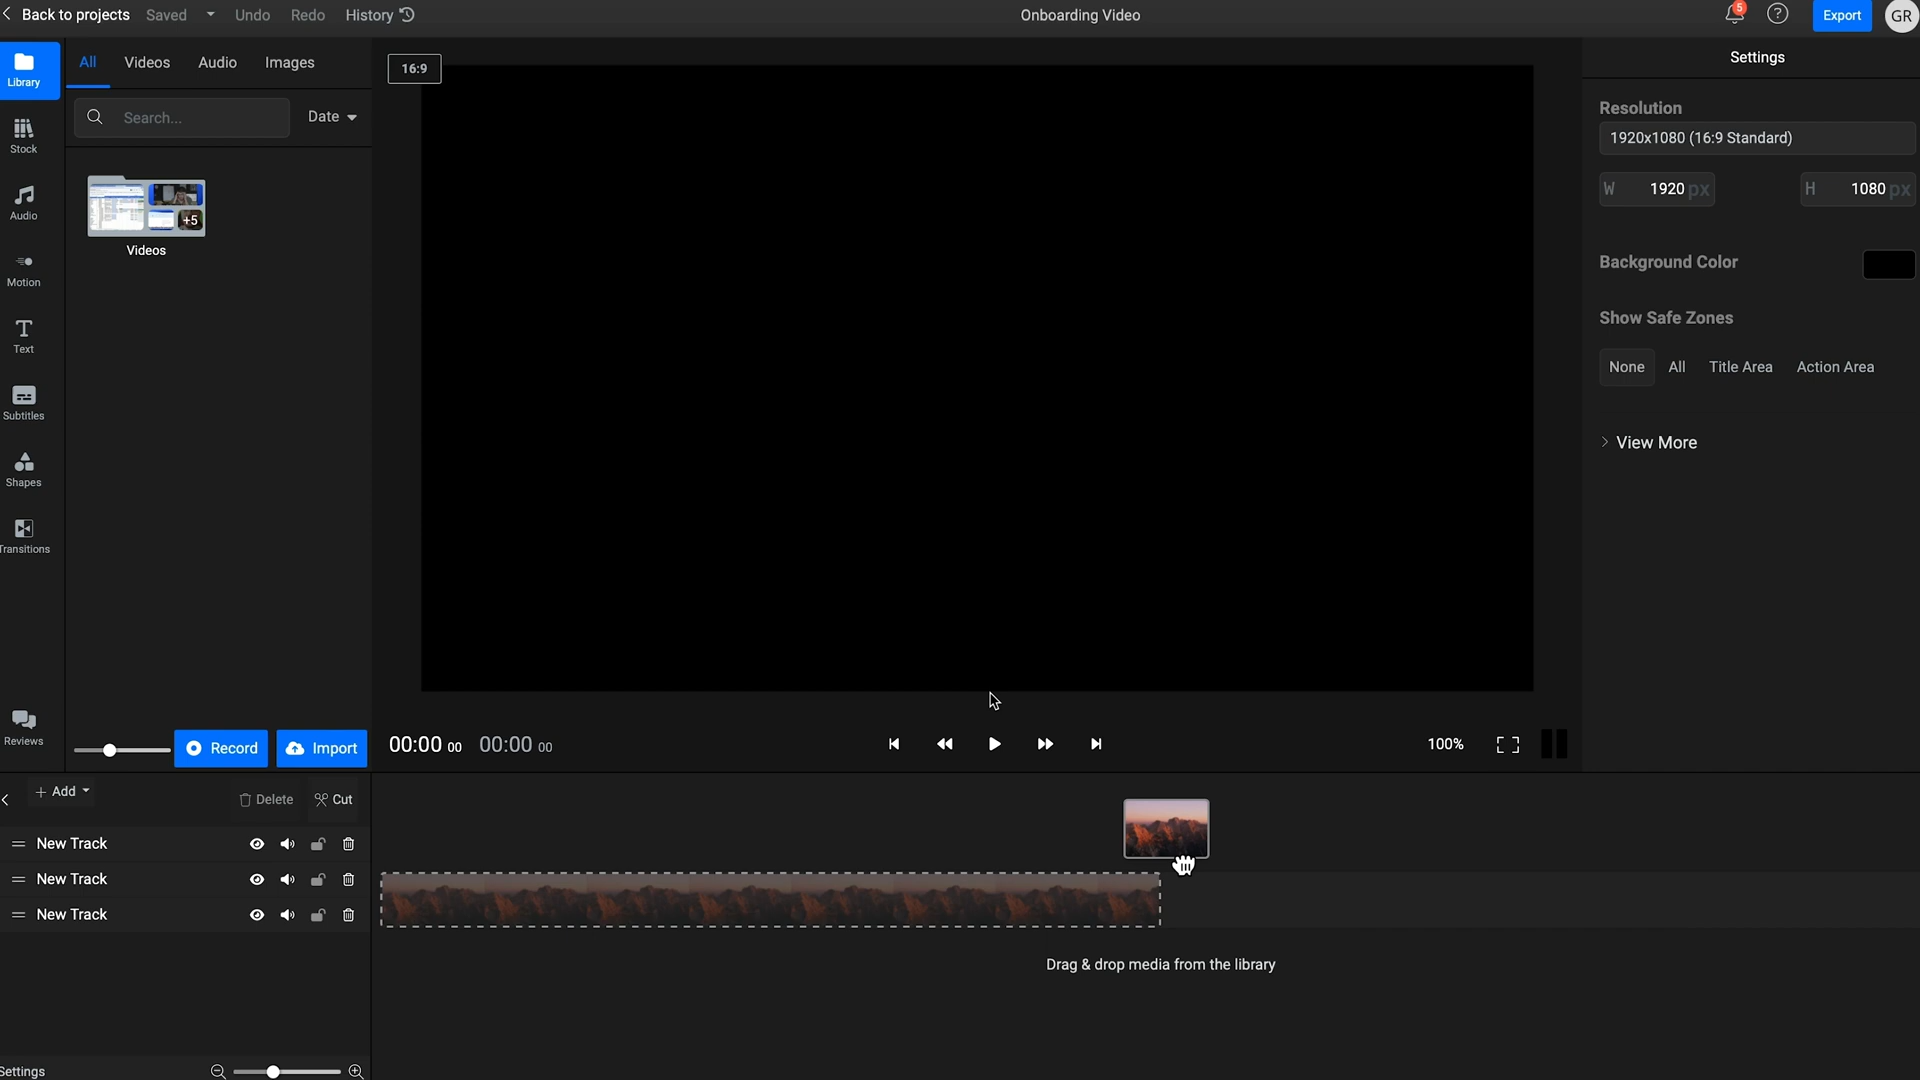 Back to projects Saved Undo Redo History Onboarding Video 5 ? Export GR
Library
Stock
Audio
Motion
Text
Subtitles
Shapes
Transitions
Reviews
All Videos Audio Images
Search... Date
+5
Videos
Record Import
16:9
00:00 00 00:00 00
100%
Settings
Resolution
1920x1080 (16:9 Standard)
W 1920 px H 1080 px
Background Color
Show Safe Zones
None All Title Area Action Area
View More
+ Add Delete Cut
New Track
New Track
New Track
Drag & drop media from the library
Settings